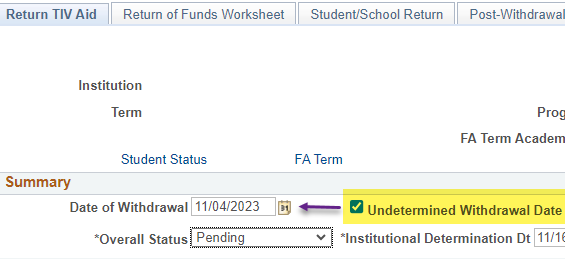 Return TIV Aid Return of Funds Worksheet Student/School Return Post-Withdrawal
Institution
Term Prog
FA Term Academ
Student Status FA Term
Summary
Date of Withdrawal 11/04/2023 31 Undetermined Withdrawal Date
*Overall Status Pending *Institutional Determination Dt 11/16